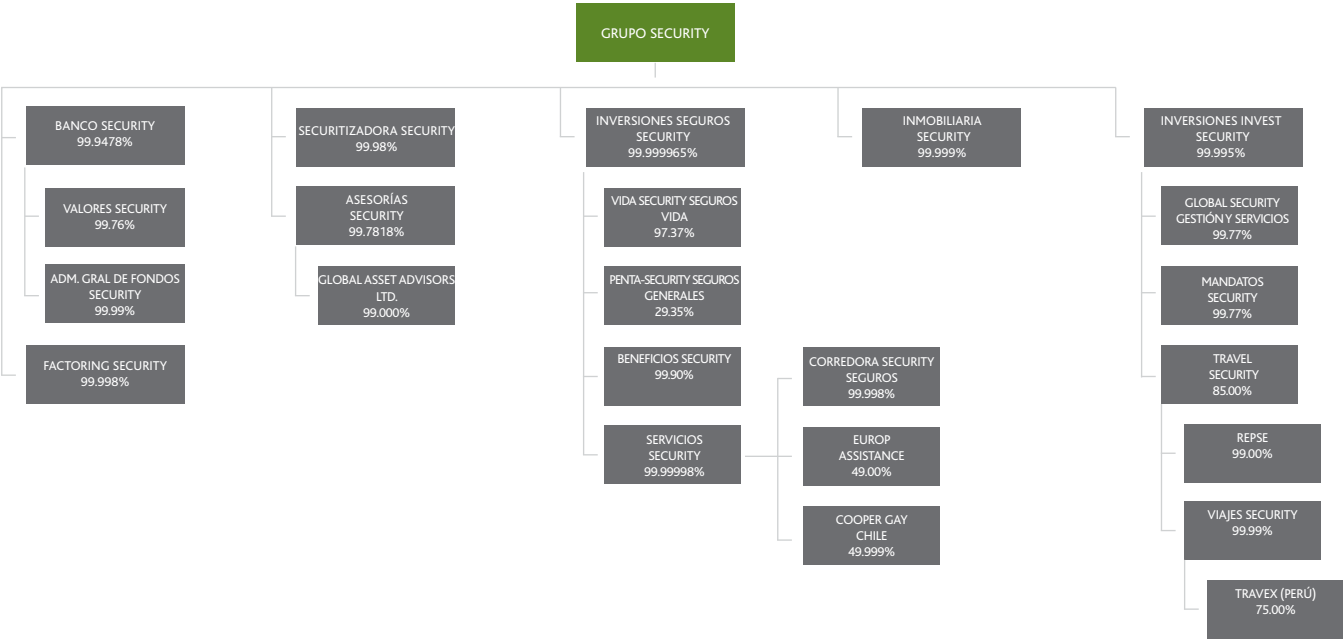 GRUPO SECURITY
BANCO SECURITY
99.9478%
VALORES SECURITY
99.76%
ADM. GRAL DE FONDOS
SECURITY
99.99%
FACTORING SECURITY
99.998%
SECURITIZADORA SECURITY
99.98%
ASESORÍAS
SECURITY
99.7818%
GLOBAL ASSET ADVISORS
LTD.
99.000%
INVERSIONES SEGUROS
SECURITY
99.999965%
VIDA SECURITY SEGUROS
VIDA
97.37%
PENTA-SECURITY SEGUROS
GENERALES
29.35%
BENEFICIOS SECURITY
99.90%
SERVICIOS
SECURITY
99.99998%
CORREDORA SECURITY
SEGUROS
99.998%
EUROP
ASSISTANCE
49.00%
COOPER GAY
CHILE
49.999%
INMOBILIARIA
SECURITY
99.999%
INVERSIONES INVEST
SECURITY
99.995%
GLOBAL SECURITY
GESTIÓN Y SERVICIOS
99.77%
MANDATOS
SECURITY
99.77%
TRAVEL
SECURITY
85.00%
REPSE
99.00%
VIAJES SECURITY
99.99%
TRAVEX (PERÚ)
75.00%